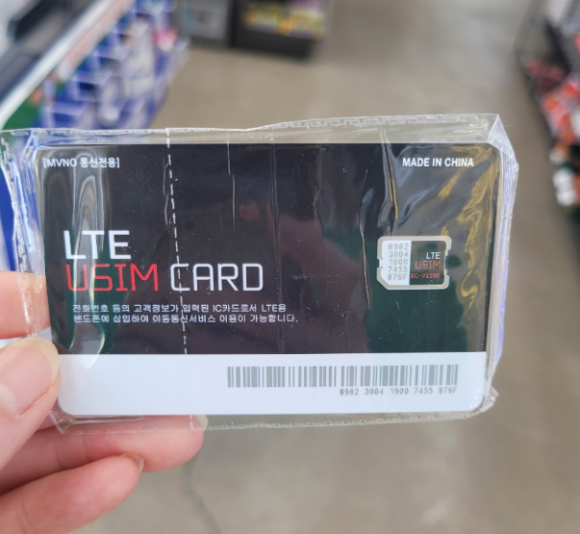 [MVNO 통신전용]
MADE IN CHINA
LTE
USIM CARD
전화번호 등의 고객정보가 입력된 IC카드로서 LTE용
핸드폰에 삽입하여 이동통신서비스 이용이 가능합니다.
8982
3004
1900
7455
976F
LTE
USIM
8982 3004 1900 7455 976F